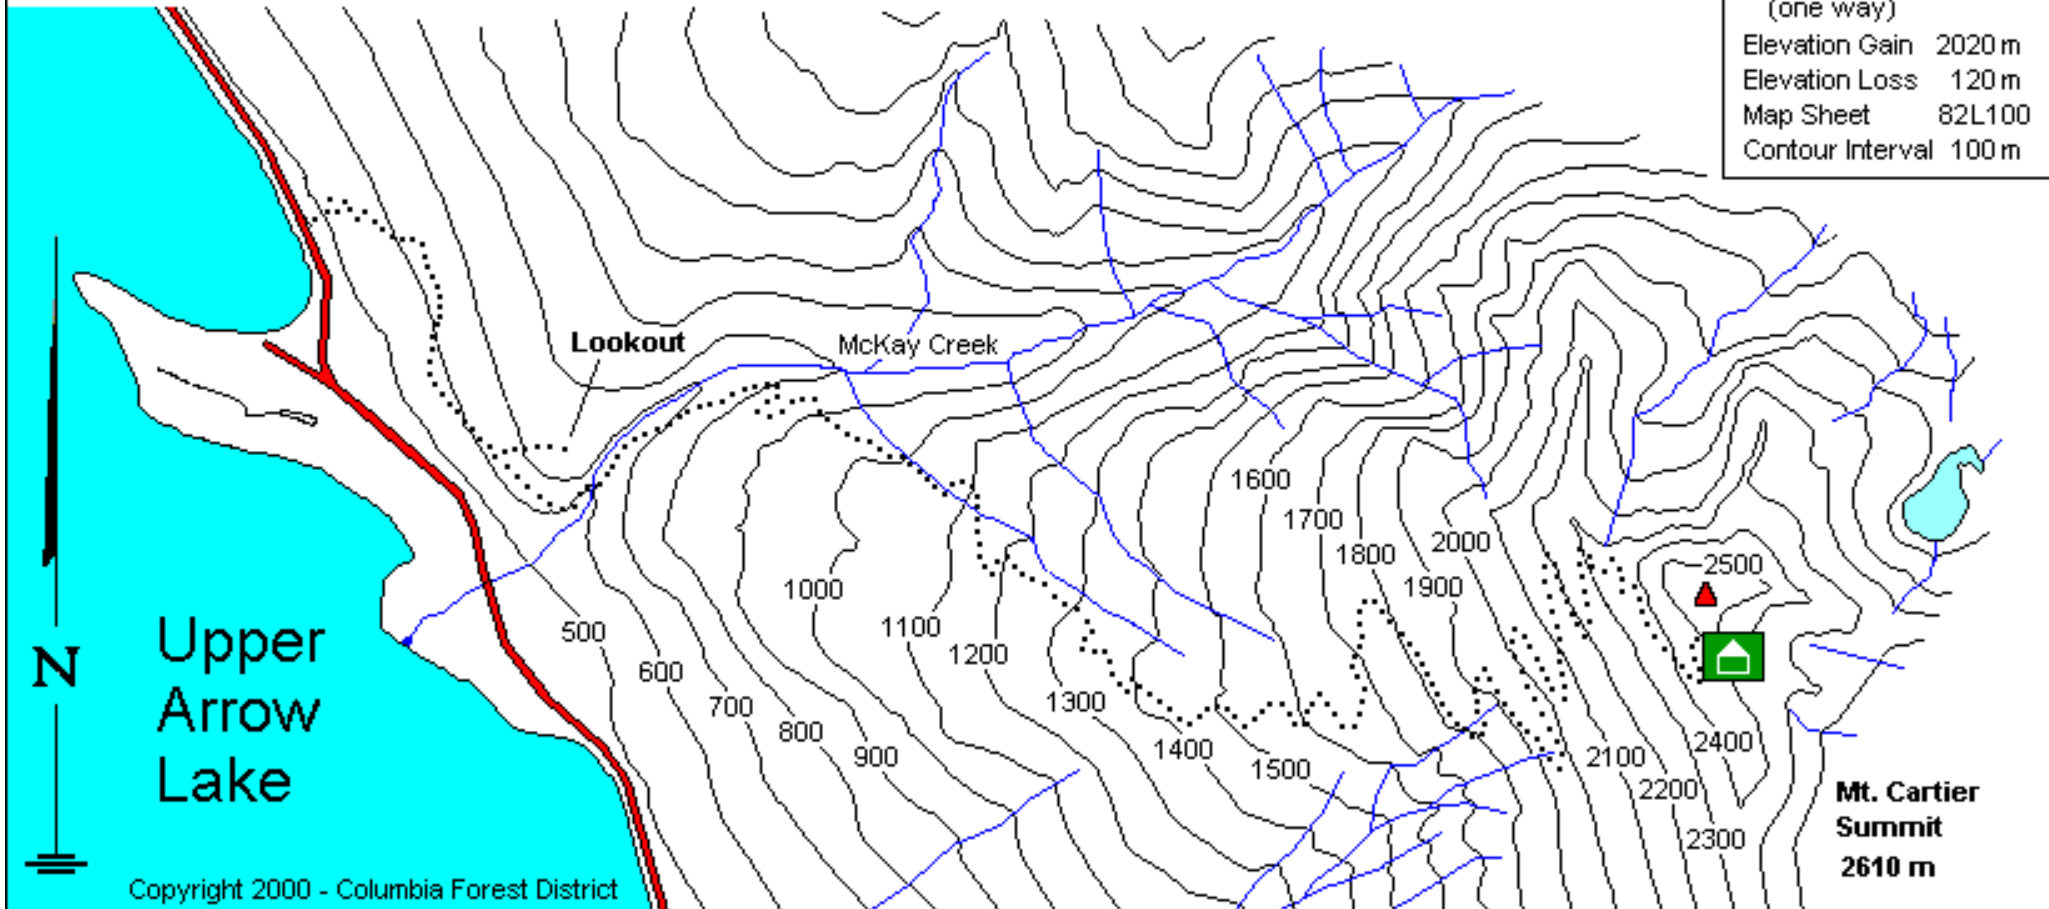 (one way)
Elevation Gain 2020 m
Elevation Loss 120 m
Map Sheet 82L100
Contour Interval 100 m
Lookout
McKay Creek
1600
1700
1800
2000
1900
2500
1000
1100
1200
500
600
700
800
900
1300
1400
1500
2100
2400
2200
2300
N
Upper
Arrow
Lake
Mt. Cartier
Summit
2610 m
Copyright 2000 - Columbia Forest District